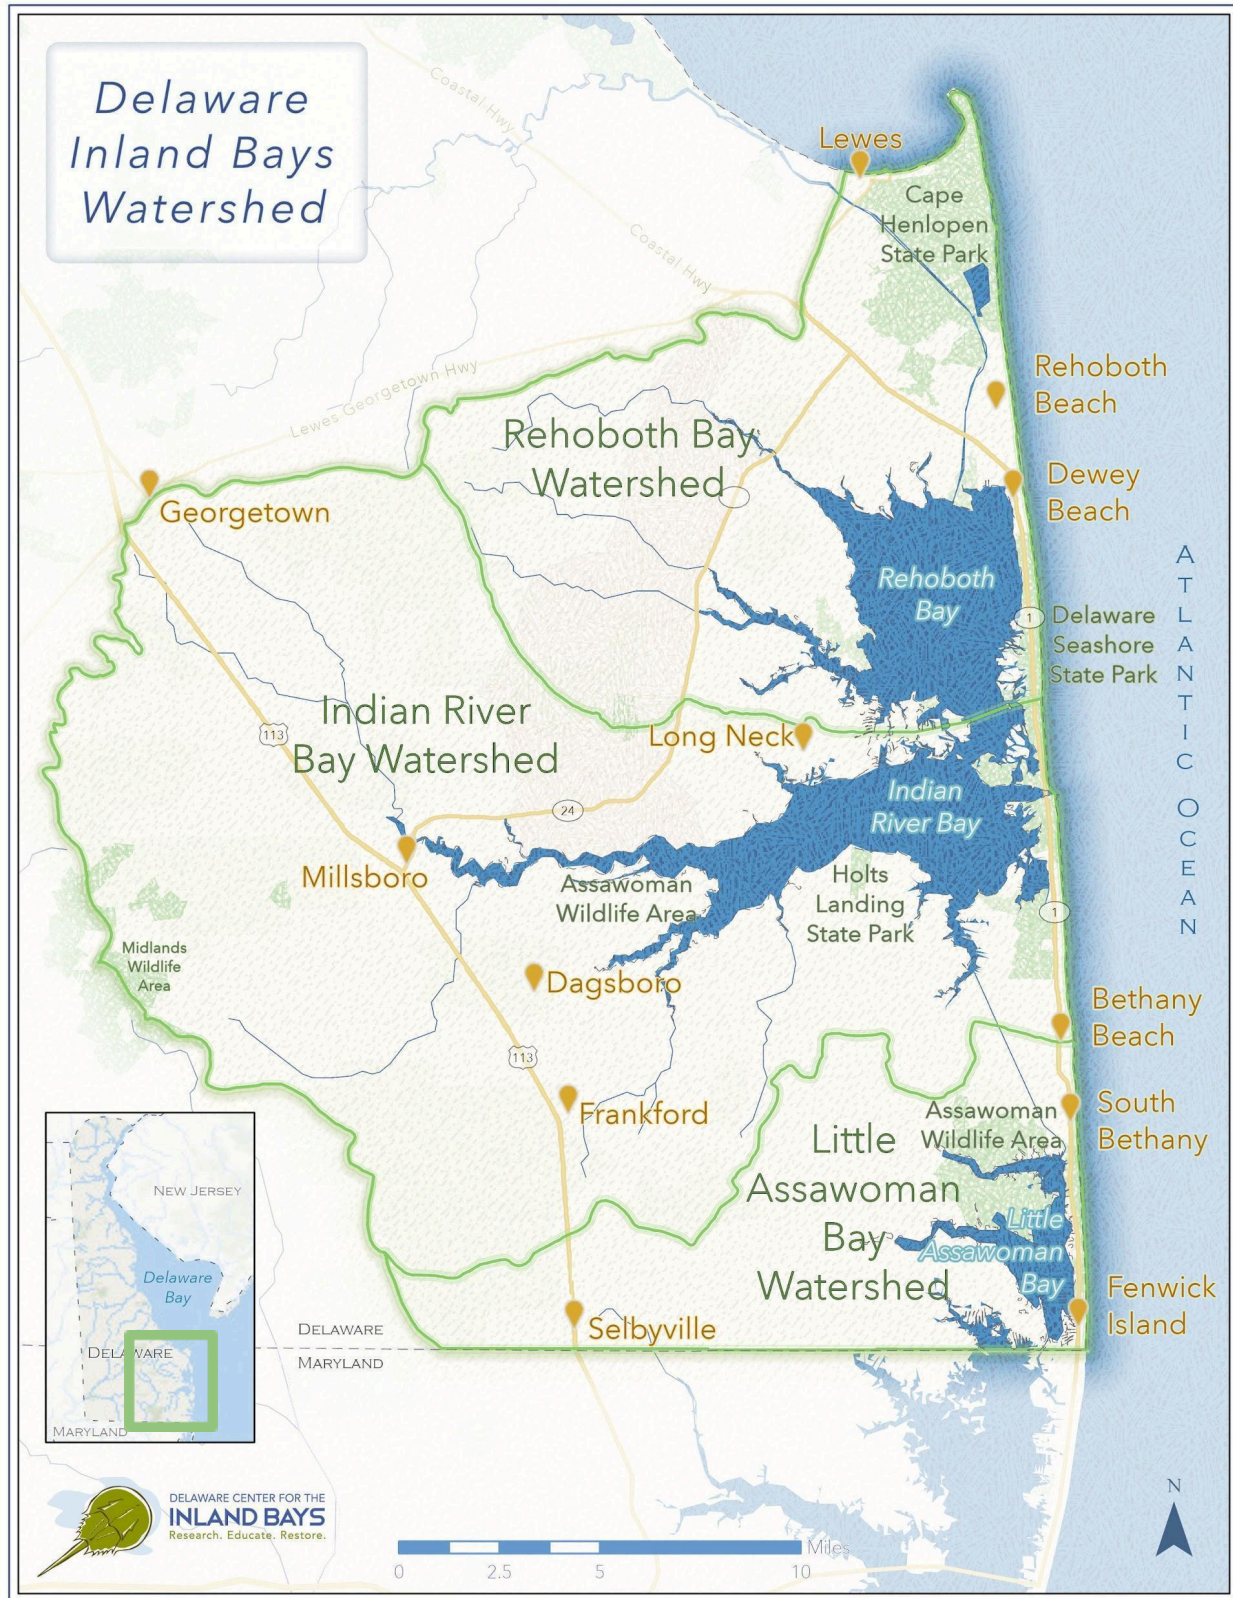 Delaware
Inland Bays
Watershed
Coastal Hwy
Coastal Hwy
Lewes Georgetown Hwy
Lewes
Cape
Henlopen
State Park
Rehoboth
Beach
Rehoboth Bay
Watershed
Dewey
Beach
Georgetown
ATLANTIC OCEAN
Rehoboth
Bay
1
Delaware
Seashore
State Park
Indian River
Bay Watershed
113
Long Neck
Indian
River Bay
24
Millsboro
Assawoman
Wildlife Area
Holts
Landing
State Park
1
Midlands
Wildlife
Area
Dagsboro
Bethany
Beach
113
Frankford
South
Bethany
Assawoman
Wildlife Area
Little
Assawoman
Bay
Watershed
Little
Assawoman
Bay
Fenwick
Island
Selbyville
DELAWARE
MARYLAND
NEW JERSEY
Delaware
Bay
DELAWARE
MARYLAND
DELAWARE CENTER FOR THE
INLAND BAYS
Research. Educate. Restore.
Miles
0 2.5 5 10
N